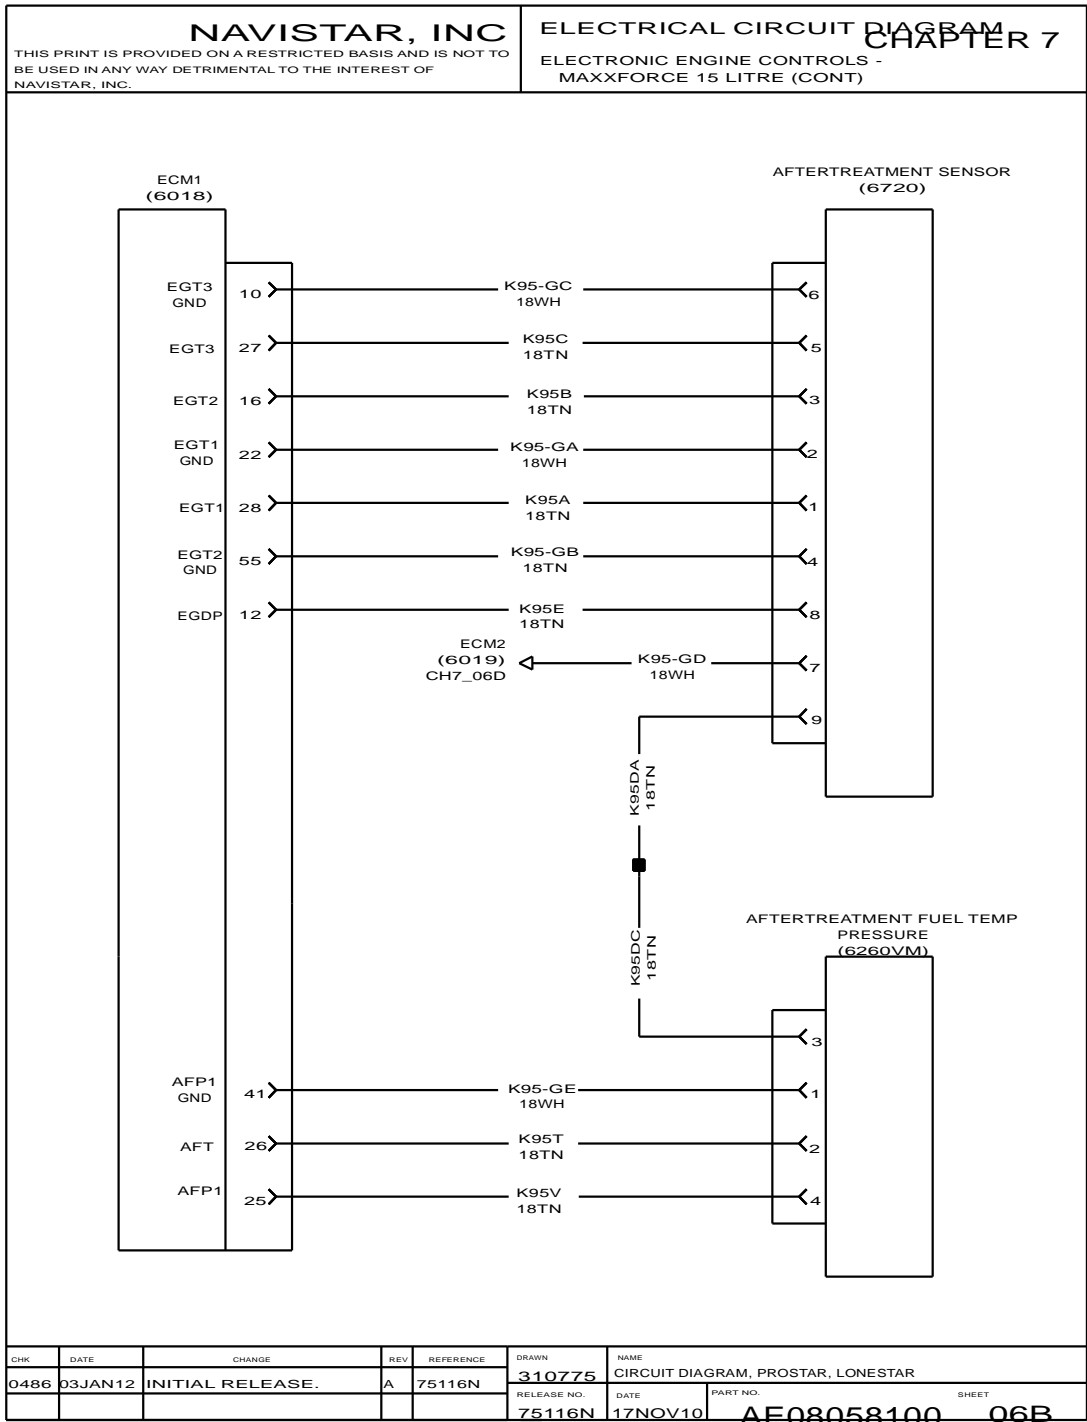 NAVISTAR, INC
THIS PRINT IS PROVIDED ON A RESTRICTED BASIS AND IS NOT TO
BE USED IN ANY WAY DETRIMENTAL TO THE INTEREST OF
NAVISTAR, INC.
ELECTRICAL CIRCUIT DIAGRAM
CHAPTER 7
ELECTRONIC ENGINE CONTROLS -
MAXXFORCE 15 LITRE (CONT)
ECM1
(6018)
AFTERTREATMENT SENSOR
(6720)
EGT3
GND
10
K95-GC
18WH
6
EGT3
27
K95C
18TN
5
EGT2
16
K95B
18TN
3
EGT1
GND
22
K95-GA
18WH
2
EGT1
28
K95A
18TN
1
EGT2
GND
55
K95-GB
18TN
4
EGDP
12
K95E
18TN
8
ECM2
(6019)
CH7_06D
K95-GD
18WH
7
9
K95DA
18TN
AFTERTREATMENT FUEL TEMP
PRESSURE
(6260VM)
K95DC
18TN
3
AFP1
GND
41
K95-GE
18WH
1
AFT
26
K95T
18TN
2
AFP1
25
K95V
18TN
4
CHK DATE CHANGE REV REFERENCE
0486 03JAN12 INITIAL RELEASE. A 75116N
DRAWN
310775
NAME
CIRCUIT DIAGRAM, PROSTAR, LONESTAR
RELEASE NO.
75116N
DATE
17NOV10
PART NO.
AE08058100
SHEET
06B